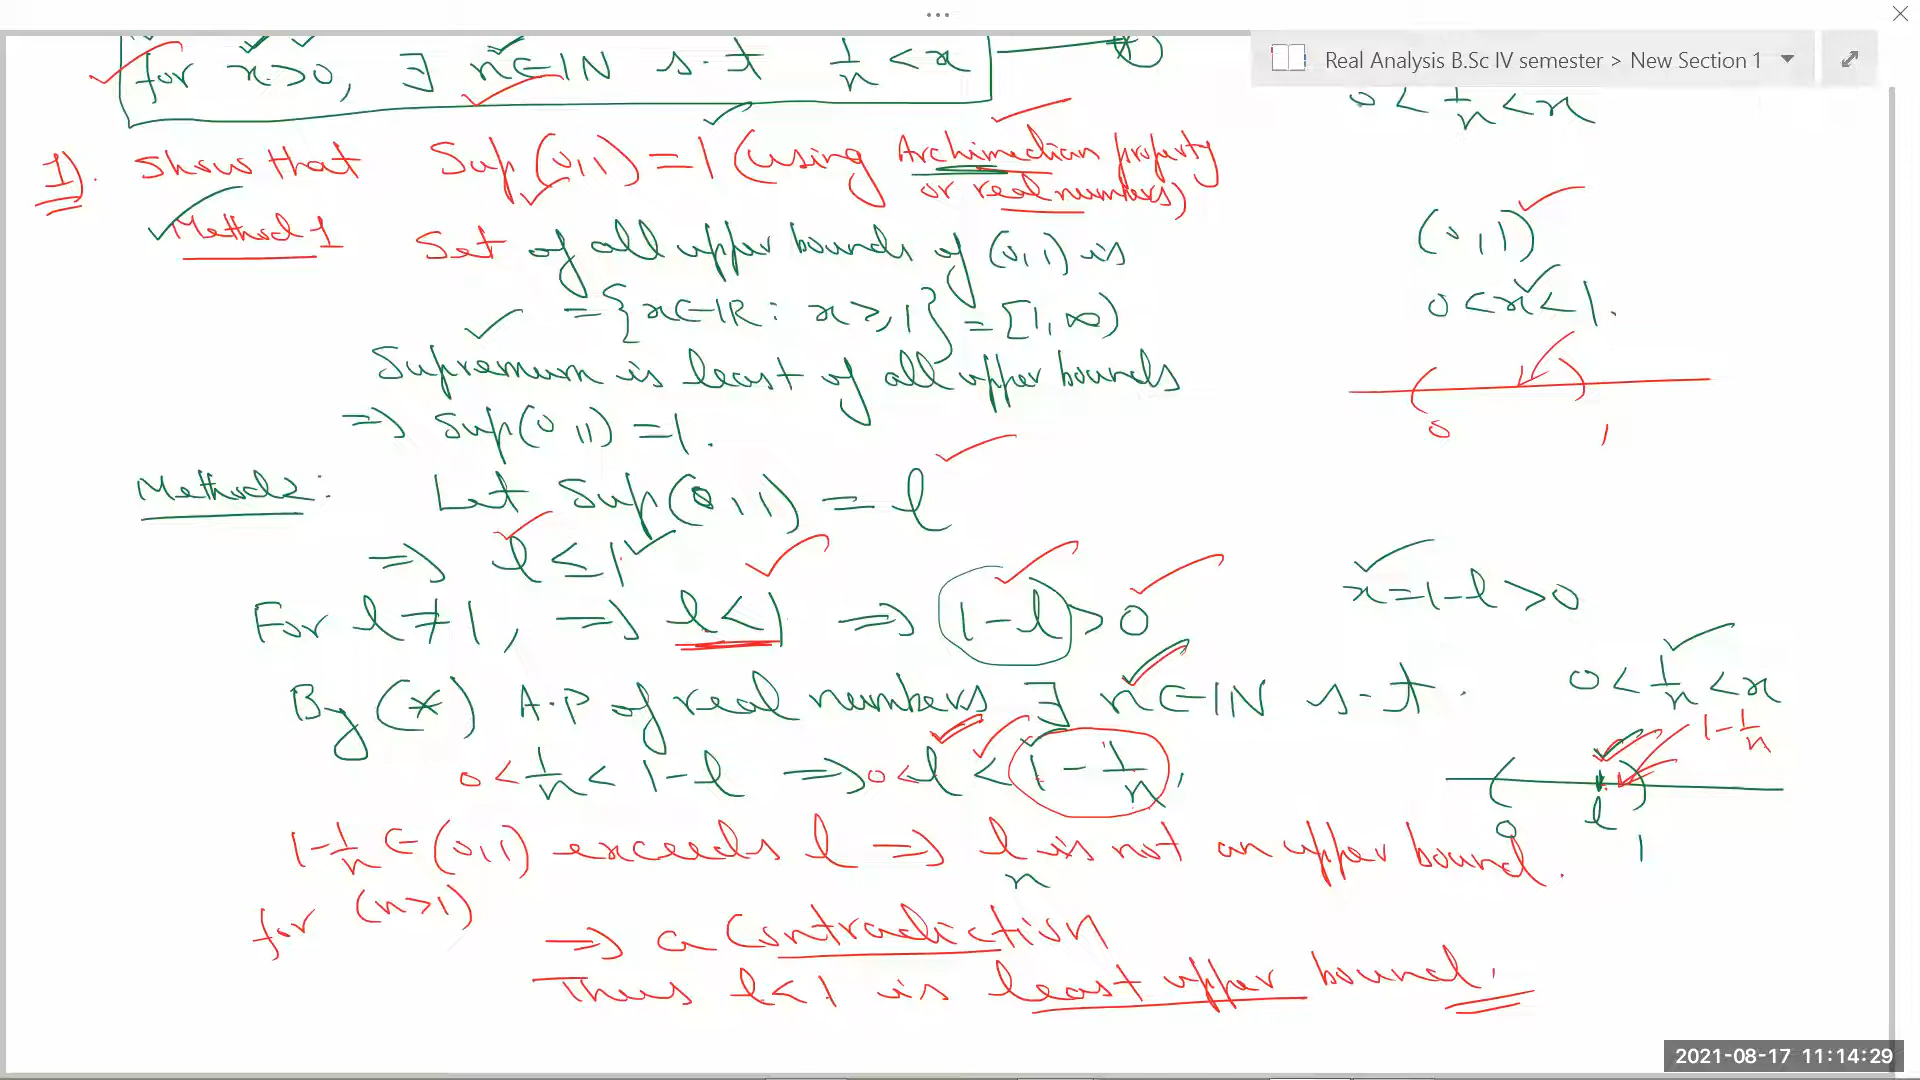 ...
Real Analysis B.Sc IV semester > New Section 1
for x>0, ∃ n∈IN s.t 1/n < x
0 < 1/n < x
1). Show that Sup(0,1)=1 (using Archimedian property
or real numbers)
Method 1 Set of all upper bounds of (0,1) is
(0,1)
= {x∈IR: x≥1} = [1,∞)
0<x<1.
Supremum is least of all upper bounds
0 1
=> Sup(0,1) = 1.
Method 2: Let Sup(0,1) = l
=> l ≤ 1
x=1-l>0
For l≠1, => l<1 => 1-l > 0
By (*) A.P of real numbers ∃ n∈IN s.t.
0 < 1/n < x
1-1/n
0 < 1/n < 1-l => 0<l < 1-1/n,
0 l 1
1-1/n ∈ (0,1) exceeds l => l is not an upper bound.
n
for (n>1)
=> a Contradiction
Thus l<1 is least upper bound.
2021-08-17 11:14:29